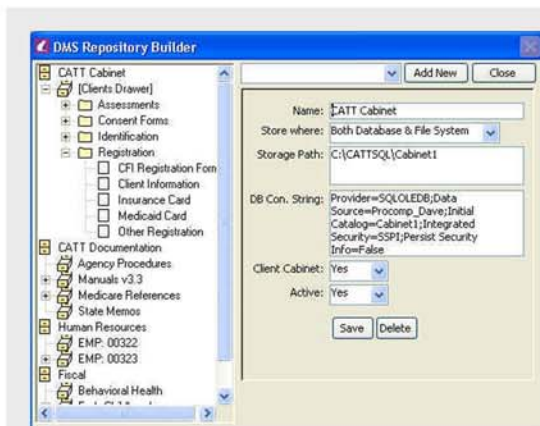 DMS Repository Builder
CATT Cabinet
[Clients Drawer]
Assessments
Consent Forms
Identification
Registration
CFI Registration Form
Client Information
Insurance Card
Medicaid Card
Other Registration
CATT Documentation
Agency Procedures
Manuals v3.3
Medicare References
State Memos
Human Resources
EMP: 00322
EMP: 00323
Fiscal
Behavioral Health
Add New Close
Name: CATT Cabinet
Store where: Both Database & File System
Storage Path: C:\CATTSQL\Cabinet1
DB Con. String: Provider=SQLOLEDB;Data
Source=Procomp_Dave;Initial
Catalog=Cabinet1;Integrated
Security=SSPI;Persist Security
Info=False
Client Cabinet: Yes
Active: Yes
Save Delete